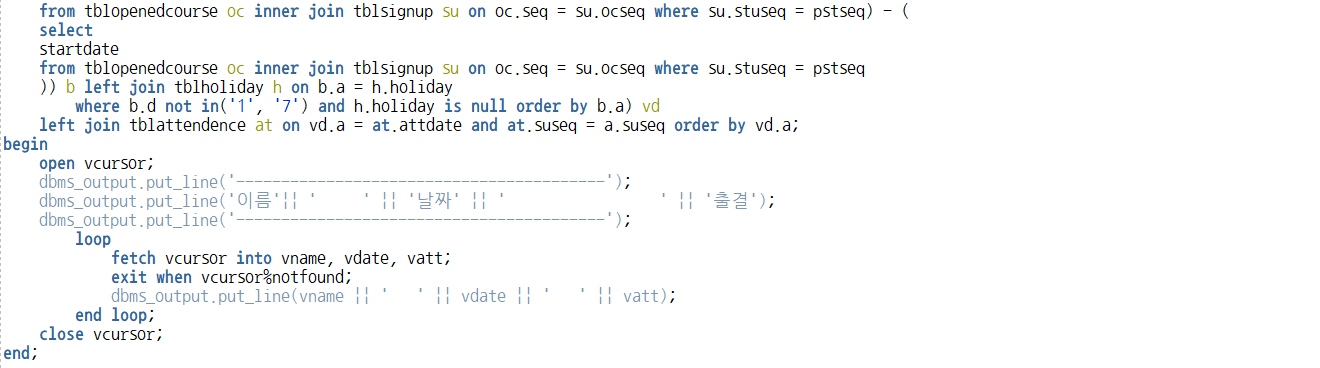 from tblopenedcourse oc inner join tblsignup su on oc.seq = su.ocseq where su.stuseq = pstseq) - (
select
startdate
from tblopenedcourse oc inner join tblsignup su on oc.seq = su.ocseq where su.stuseq = pstseq
)) b left join tblholiday h on b.a = h.holiday
where b.d not in('1', '7') and h.holiday is null order by b.a) vd
left join tblattendence at on vd.a = at.attdate and at.suseq = a.suseq order by vd.a;
begin
open vcursor;
dbms_output.put_line('-----------------------------------------');
dbms_output.put_line('이름'|| '     ' || '날짜' || '                 ' || '출결');
dbms_output.put_line('-----------------------------------------');
loop
fetch vcursor into vname, vdate, vatt;
exit when vcursor%notfound;
dbms_output.put_line(vname || '   ' || vdate || '   ' || vatt);
end loop;
close vcursor;
end;